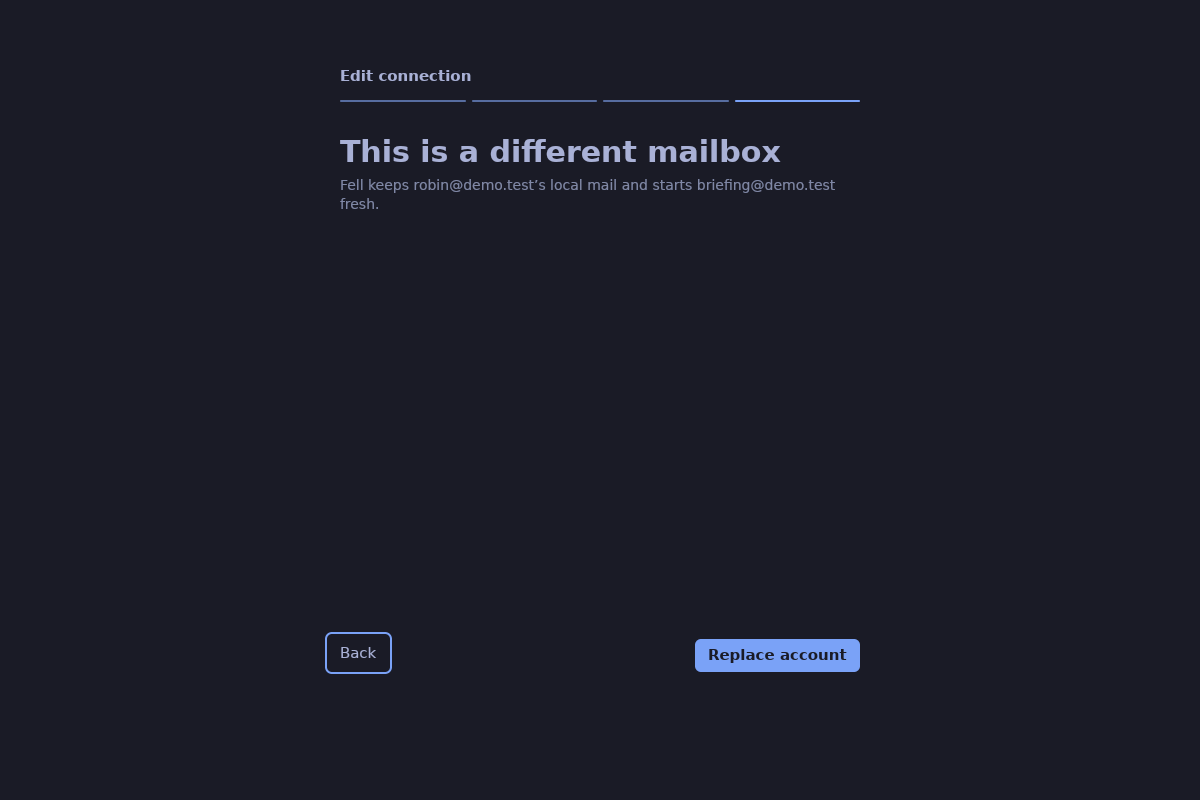 Edit connection
This is a different mailbox
Fell keeps robin@demo.test’s local mail and starts briefing@demo.test
fresh.
Back
Replace account